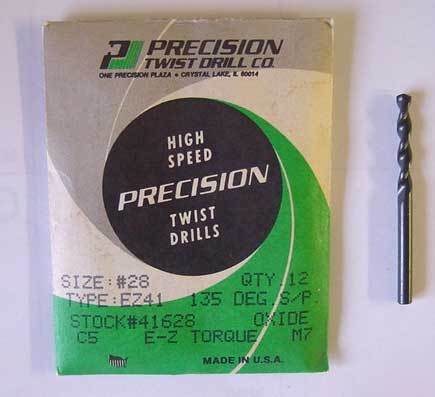 PRECISION
TWIST DRILL CO.
ONE PRECISION PLAZA • CRYSTAL LAKE, IL 60014
HIGH
SPEED
PRECISION
TWIST
DRILLS
SIZE:#28 QTY:12
TYPE:EZ41 135 DEG.S/P.
STOCK#41628 OXIDE
C5 E-Z TORQUE M7
MADE IN U.S.A.